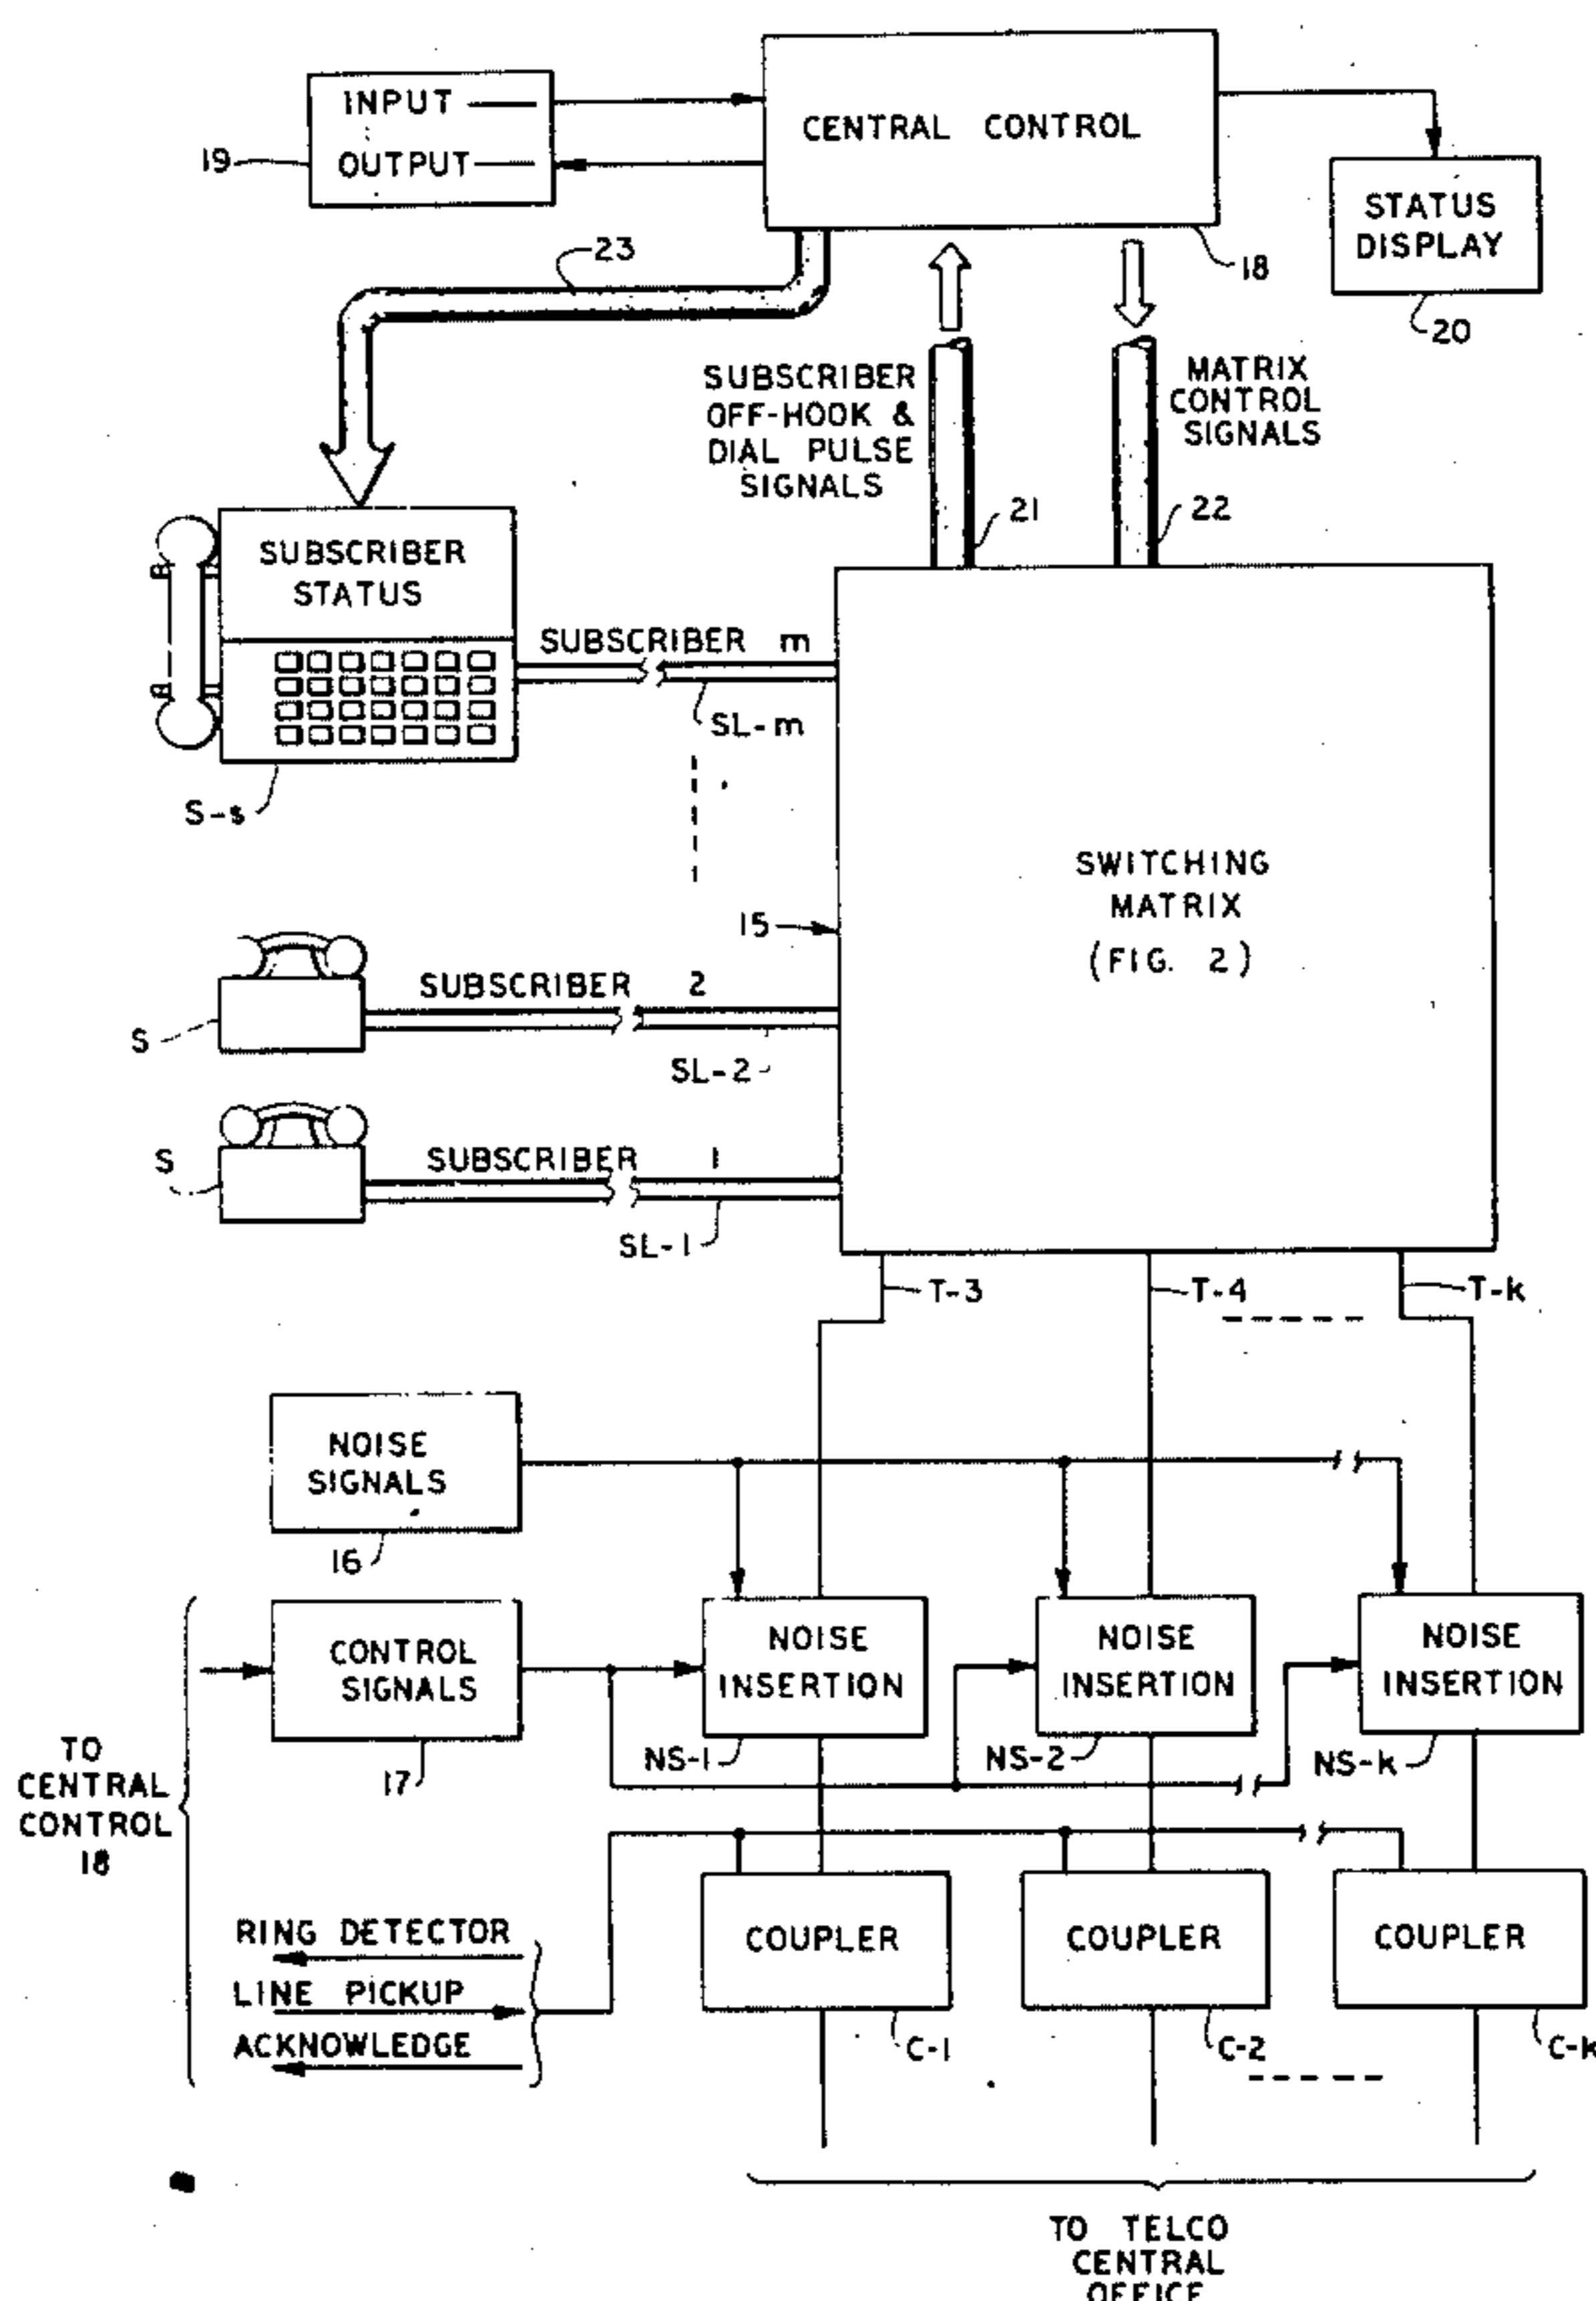 INPUT
OUTPUT
19
CENTRAL CONTROL
18
STATUS
DISPLAY
20
23
SUBSCRIBER
OFF-HOOK &
DIAL PULSE
SIGNALS
21
MATRIX
CONTROL
SIGNALS
22
SUBSCRIBER
STATUS
S-s
SUBSCRIBER m
SL-m
15
SWITCHING
MATRIX
(FIG. 2)
SUBSCRIBER 2
S
SL-2
SUBSCRIBER 1
S
SL-1
T-3
T-4
T-k
NOISE
SIGNALS
16
CONTROL
SIGNALS
17
NOISE
INSERTION
NS-1
NOISE
INSERTION
NS-2
NOISE
INSERTION
NS-k
TO
CENTRAL
CONTROL
18
RING DETECTOR
LINE PICKUP
ACKNOWLEDGE
COUPLER
C-1
COUPLER
C-2
COUPLER
C-k
TO TELCO
CENTRAL
OFFICE